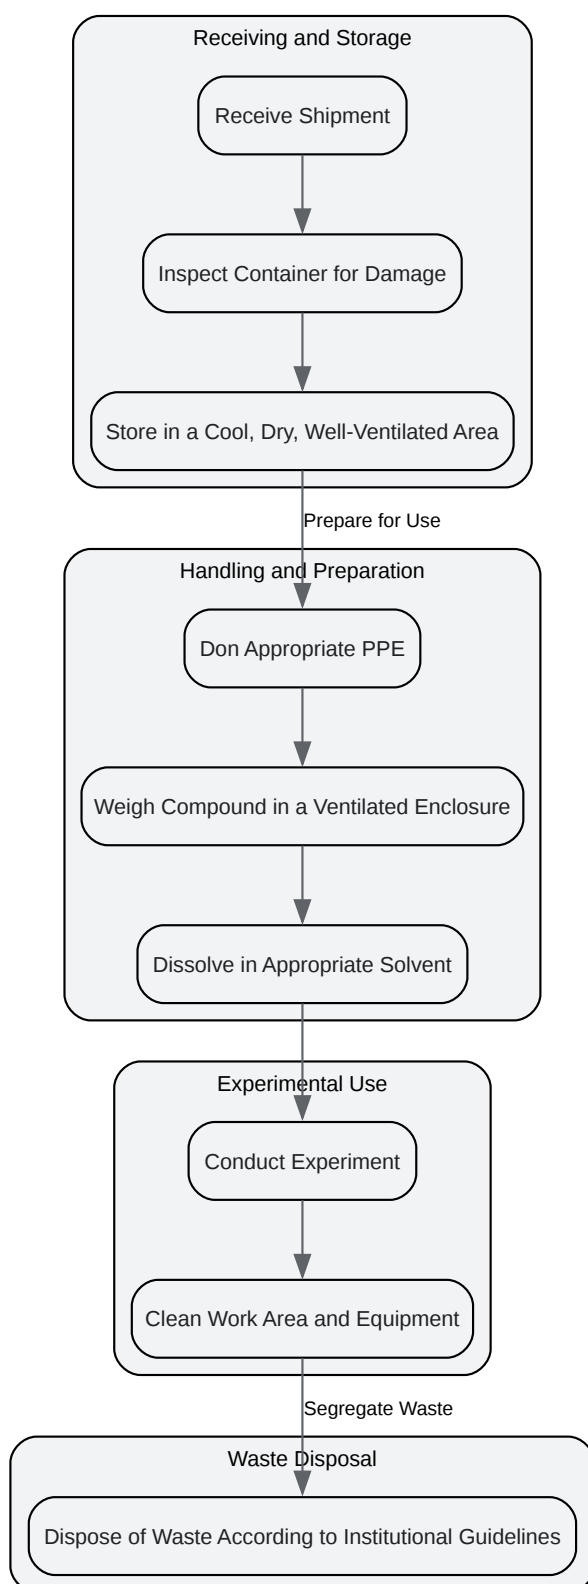 Receiving and Storage
Receive Shipment
Inspect Container for Damage
Store in a Cool, Dry, Well-Ventilated Area
Prepare for Use
Handling and Preparation
Don Appropriate PPE
Weigh Compound in a Ventilated Enclosure
Dissolve in Appropriate Solvent
Experimental Use
Conduct Experiment
Clean Work Area and Equipment
Segregate Waste
Waste Disposal
Dispose of Waste According to Institutional Guidelines